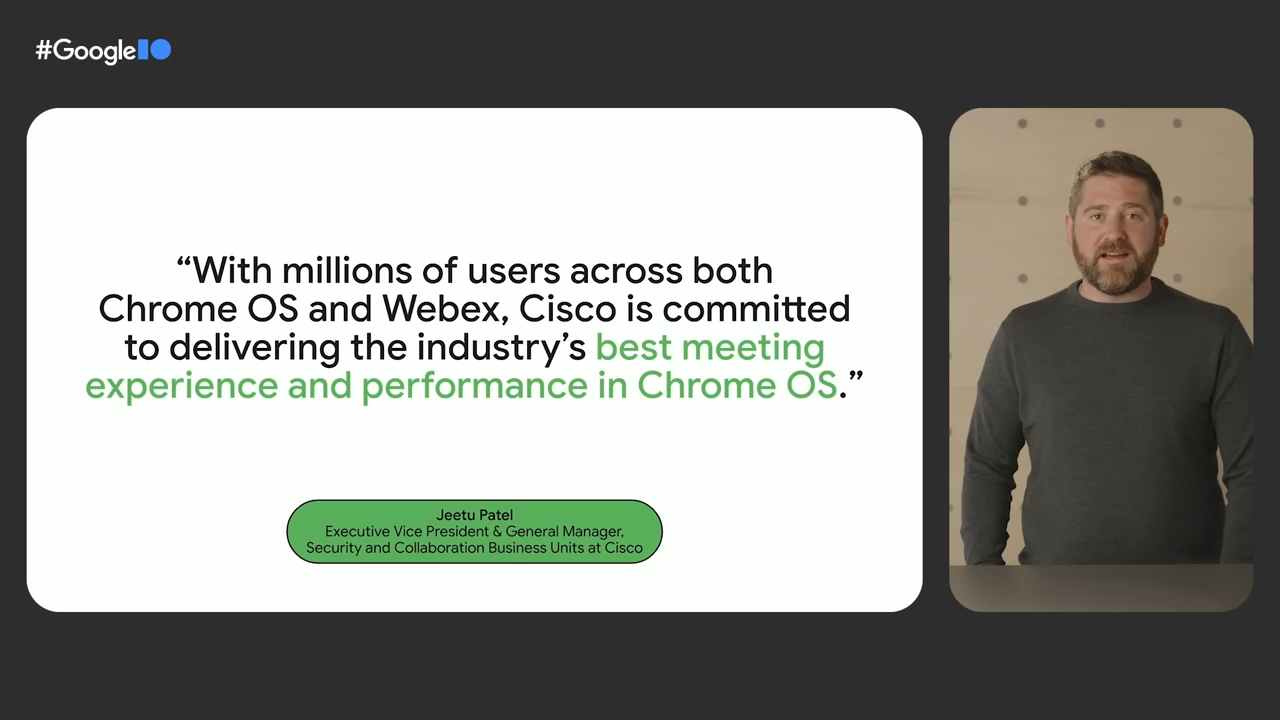 #Google IO
“With millions of users across both
Chrome OS and Webex, Cisco is committed
to delivering the industry’s best meeting
experience and performance in Chrome OS.”
Jeetu Patel
Executive Vice President & General Manager,
Security and Collaboration Business Units at Cisco